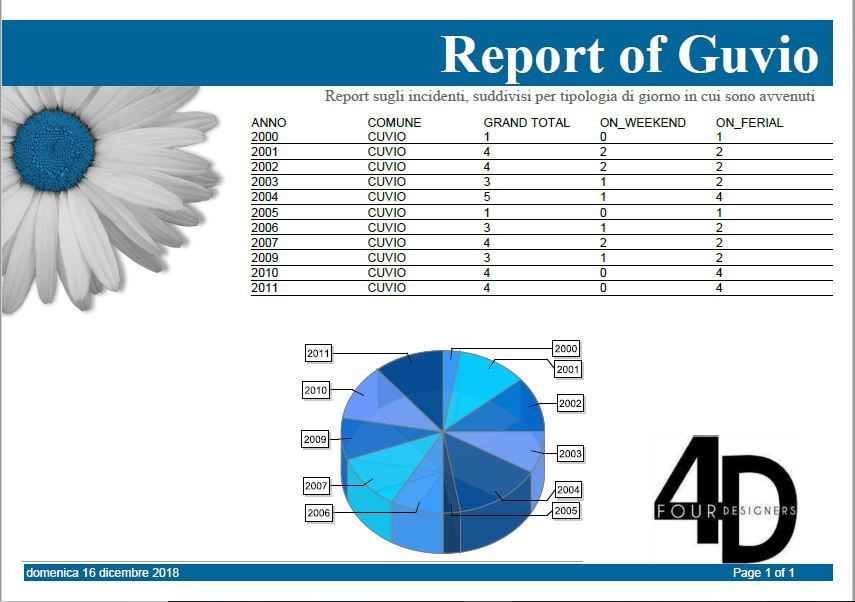 Report of Guvio
Report sugli incidenti, suddivisi per tipologia di giorno in cui sono avvenuti
ANNO COMUNE GRAND TOTAL ON_WEEKEND ON_FERIAL
2000 CUVIO 1 0 1
2001 CUVIO 4 2 2
2002 CUVIO 4 2 2
2003 CUVIO 3 1 2
2004 CUVIO 5 1 4
2005 CUVIO 1 0 1
2006 CUVIO 3 1 2
2007 CUVIO 4 2 2
2009 CUVIO 3 1 2
2010 CUVIO 4 0 4
2011 CUVIO 4 0 4
2011 2000
2001
2010 2002
2009 2003
2007 2004
2006 2005
4D
FOUR DESIGNERS
domenica 16 dicembre 2018 Page 1 of 1